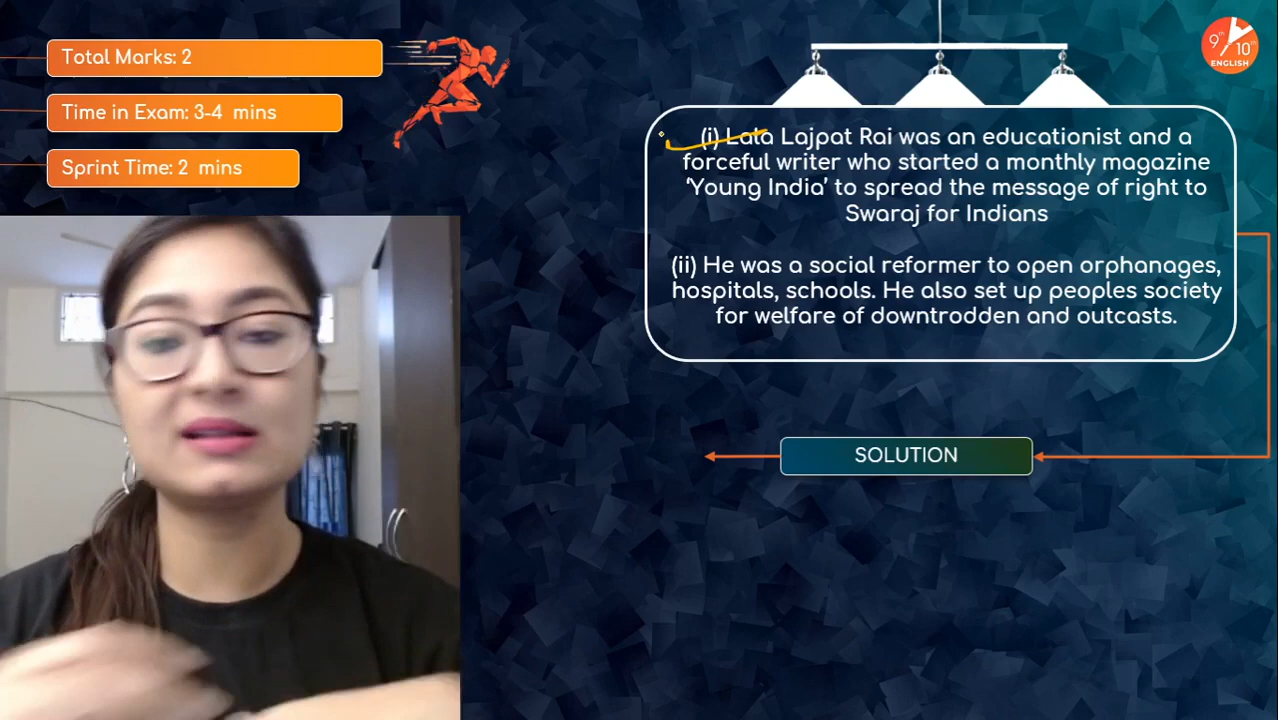 Total Marks: 2
Time in Exam: 3-4 mins
Sprint Time: 2 mins
9th 10th
ENGLISH
(i) Lala Lajpat Rai was an educationist and a
forceful writer who started a monthly magazine
‘Young India’ to spread the message of right to
Swaraj for Indians
(ii) He was a social reformer to open orphanages,
hospitals, schools. He also set up peoples society
for welfare of downtrodden and outcasts.
SOLUTION